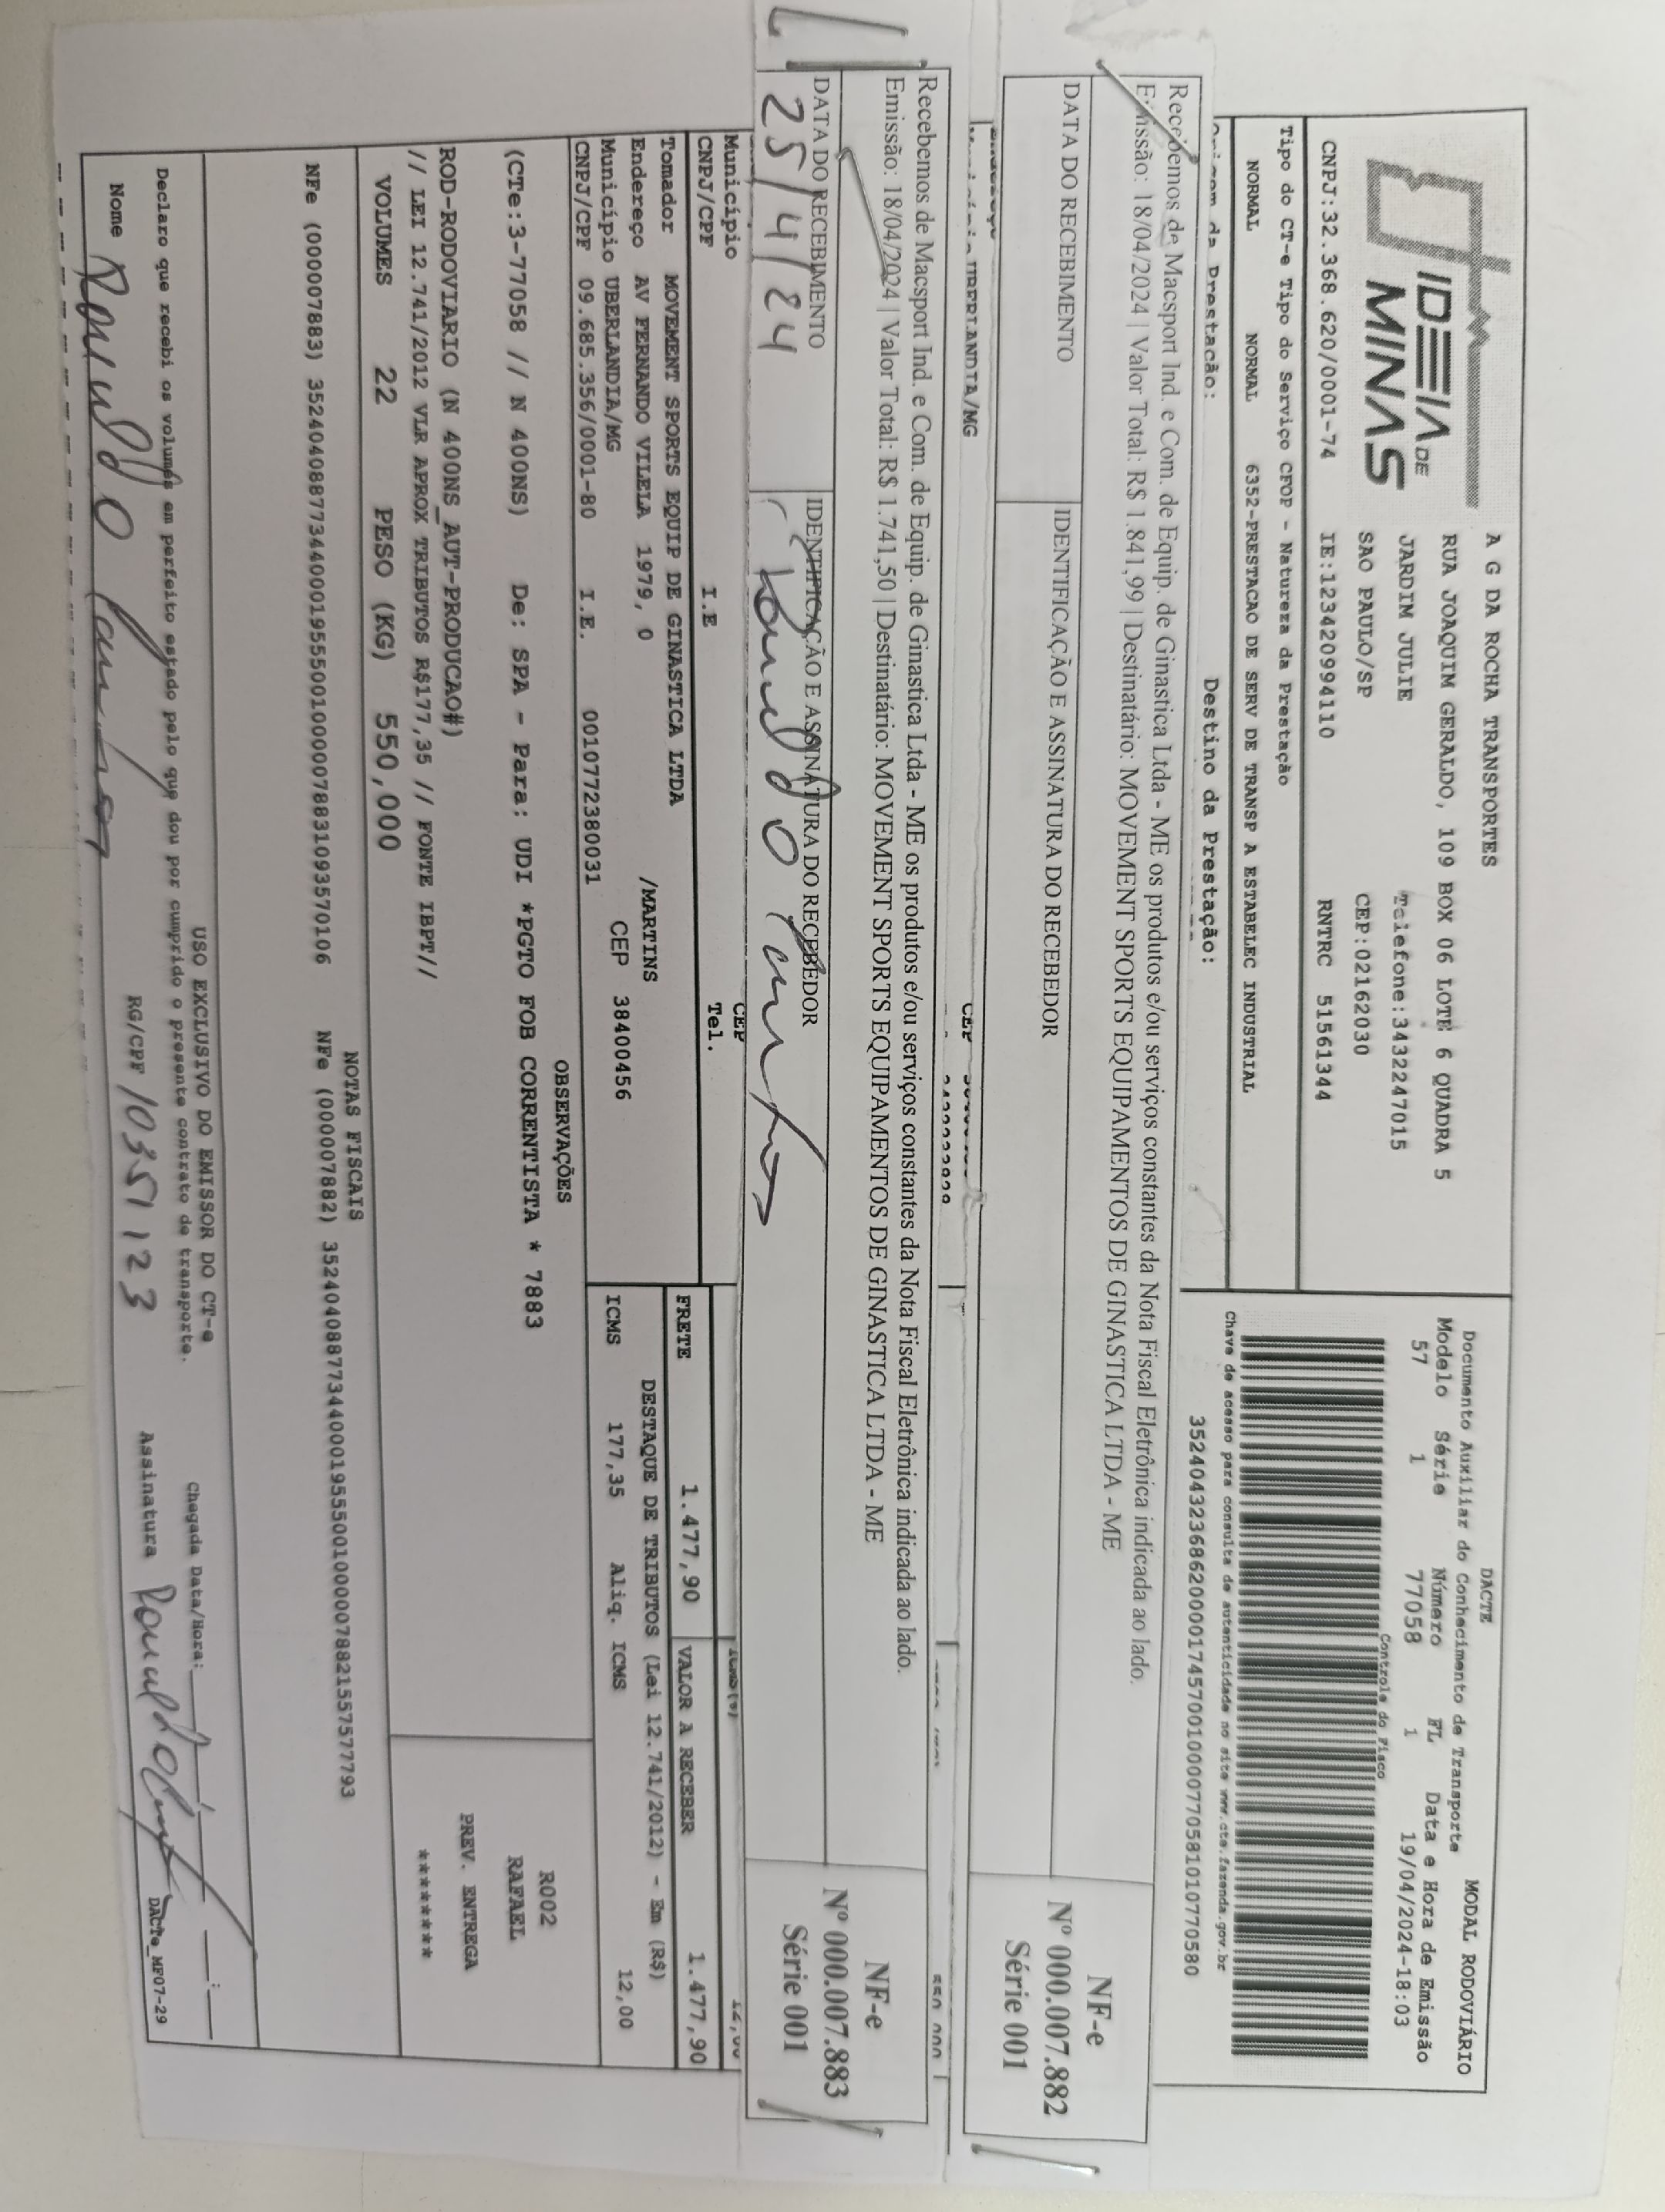 IDEIA DE
MINAS
A G DA ROCHA TRANSPORTES
RUA JOAQUIM GERALDO, 109 BOX 06 LOTE 6 QUADRA 5
JARDIM JULIE Telefone:3432247015
SAO PAULO/SP CEP:02162030
CNPJ:32.368.620/0001-74 IE:123420994110 RNTRC 51561344
Tipo do CT-e Tipo do Serviço CFOP - Natureza da Prestação
NORMAL NORMAL 6352-PRESTACAO DE SERV DE TRANSP A ESTABELEC INDUSTRIAL
Origem da Prestação: Destino da Prestação:
DACTE MODAL RODOVIÁRIO
Documento Auxiliar do Conhecimento de Transporte
Modelo Série Número FL Data e Hora de Emissão
57 1 77058 1 19/04/2024-18:03
Controle do Fisco
Chave de acesso para consulta de autenticidade no site www.cte.fazenda.gov.br
35240432368620000174570010000770581010770580
Recebemos de Macsport Ind. e Com. de Equip. de Ginastica Ltda - ME os produtos e/ou serviços constantes da Nota Fiscal Eletrônica indicada ao lado.
Emissão: 18/04/2024 | Valor Total: R$ 1.841,99 | Destinatário: MOVEMENT SPORTS EQUIPAMENTOS DE GINASTICA LTDA - ME
DATA DO RECEBIMENTO IDENTIFICAÇÃO E ASSINATURA DO RECEBEDOR
NF-e
Nº 000.007.882
Série 001
UBERLANDIA/MG CEP
Recebemos de Macsport Ind. e Com. de Equip. de Ginastica Ltda - ME os produtos e/ou serviços constantes da Nota Fiscal Eletrônica indicada ao lado.
Emissão: 18/04/2024 | Valor Total: R$ 1.741,50 | Destinatário: MOVEMENT SPORTS EQUIPAMENTOS DE GINASTICA LTDA - ME
DATA DO RECEBIMENTO IDENTIFICAÇÃO E ASSINATURA DO RECEBEDOR
25/4/24
NF-e
Nº 000.007.883
Série 001
Município CEP
CNPJ/CPF I.E Tel.
Tomador MOVEMENT SPORTS EQUIP DE GINASTICA LTDA
Endereço AV FERNANDO VILELA 1979, 0 /MARTINS
Município UBERLANDIA/MG CEP 38400456
CNPJ/CPF 09.685.356/0001-80 I.E. 0010772380031
FRETE 1.477,90 VALOR A RECEBER 1.477,90
DESTAQUE DE TRIBUTOS (Lei 12.741/2012) - Em (R$)
ICMS 177,35 Aliq. ICMS 12,00
OBSERVAÇÕES
(CTe:3-77058 // N 400NS) De: SPA - Para: UDI *PGTO FOB CORRENTISTA * 7883
ROD-RODOVIARIO (N 400NS_AUT-PRODUCAO#)
// LEI 12.741/2012 VLR APROX TRIBUTOS R$177,35 // FONTE IBPT//
R002
RAFAEL
PREV. ENTREGA
********
VOLUMES 22 PESO (KG) 550,000
NOTAS FISCAIS
NFe (000007883) 35240408877344000195550010000078831093570106 NFe (000007882) 35240408877344000195550010000078821557577793
USO EXCLUSIVO DO EMISSOR DO CT-e
Declaro que recebi os volumes em perfeito estado pelo que dou por cumprido o presente contrato de transporte.
Chegada Data/Hora:
Nome RG/CPF 1035123 Assinatura
DACTe_MF07-29